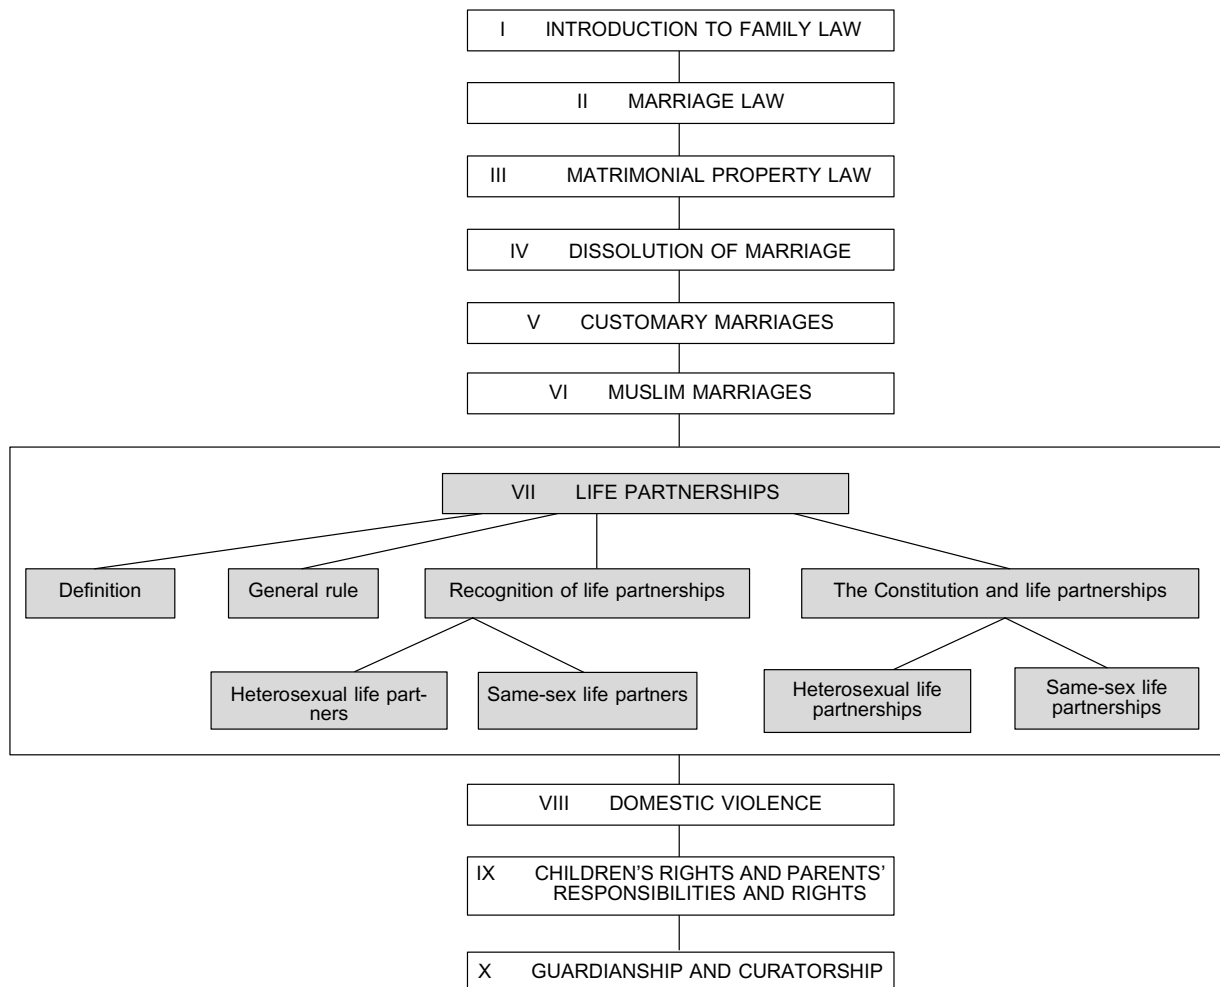 I INTRODUCTION TO FAMILY LAW
II MARRIAGE LAW
III MATRIMONIAL PROPERTY LAW
IV DISSOLUTION OF MARRIAGE
V CUSTOMARY MARRIAGES
VI MUSLIM MARRIAGES
VII LIFE PARTNERSHIPS
Definition
General rule
Recognition of life partnerships
The Constitution and life partnerships
Heterosexual life part-
ners
Same-sex life partners
Heterosexual life
partnerships
Same-sex life
partnerships
VIII DOMESTIC VIOLENCE
IX CHILDREN’S RIGHTS AND PARENTS’
RESPONSIBILITIES AND RIGHTS
X GUARDIANSHIP AND CURATORSHIP